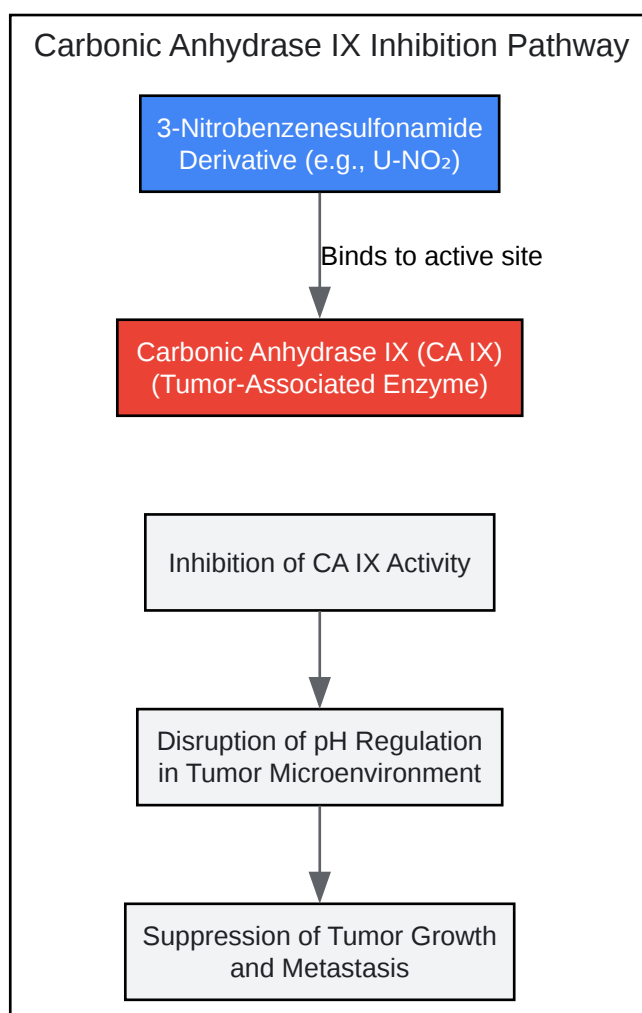 Carbonic Anhydrase IX Inhibition Pathway
3-Nitrobenzenesulfonamide
Derivative (e.g., U-NO₂)
Binds to active site
Carbonic Anhydrase IX (CA IX)
(Tumor-Associated Enzyme)
Inhibition of CA IX Activity
Disruption of pH Regulation
in Tumor Microenvironment
Suppression of Tumor Growth
and Metastasis